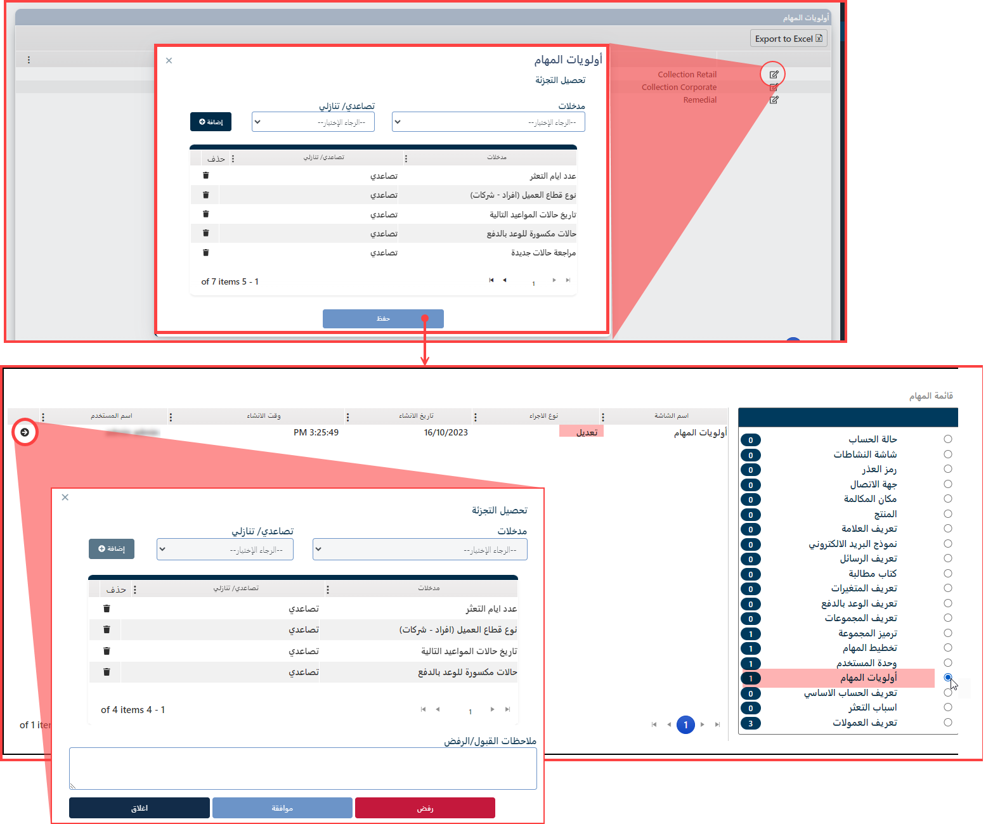 أولويات المهام
Export to Excel
Collection Retail
Collection Corporate
Remedial
أولويات المهام
تحصيل التجزئة
مدخلات
تصاعدي/ تنازلي
--الرجاء الإختيار--
--الرجاء الإختيار--
إضافة
مدخلات
تصاعدي/ تنازلي
حذف
عدد ايام التعثر
تصاعدي
نوع قطاع العميل (افراد - شركات)
تصاعدي
تاريخ حالات المواعيد التالية
تصاعدي
حالات مكسورة للوعد بالدفع
تصاعدي
مراجعة حالات جديدة
تصاعدي
1
of 7 items 5 - 1
حفظ
قائمة المهام
حالة الحساب 0
شاشة النشاطات 0
رمز العذر 0
جهة الاتصال 0
مكان المكالمة 0
المنتج 0
تعريف العلامة 0
نموذج البريد الالكتروني 0
تعريف الرسائل 0
كتاب مطالبة 0
تعريف المتغيرات 0
تعريف الوعد بالدفع 0
تعريف المجموعات 0
ترميز المجموعة 1
تخطيط المهام 1
وحدة المستخدم 1
أولويات المهام 1
تعريف الحساب الاساسي 0
اسباب التعثر 0
تعريف العمولات 3
اسم الشاشة
نوع الاجراء
تاريخ الانشاء
وقت الانشاء
اسم المستخدم
أولويات المهام
تعديل
16/10/2023
PM 3:25:49
1
of 1 iter
تحصيل التجزئة
مدخلات
تصاعدي/ تنازلي
--الرجاء الإختيار--
--الرجاء الإختيار--
إضافة
مدخلات
تصاعدي/ تنازلي
حذف
عدد ايام التعثر
تصاعدي
نوع قطاع العميل (افراد - شركات)
تصاعدي
تاريخ حالات المواعيد التالية
تصاعدي
حالات مكسورة للوعد بالدفع
تصاعدي
1
of 4 items 4 - 1
ملاحظات القبول/الرفض
رفض
موافقة
اغلاق